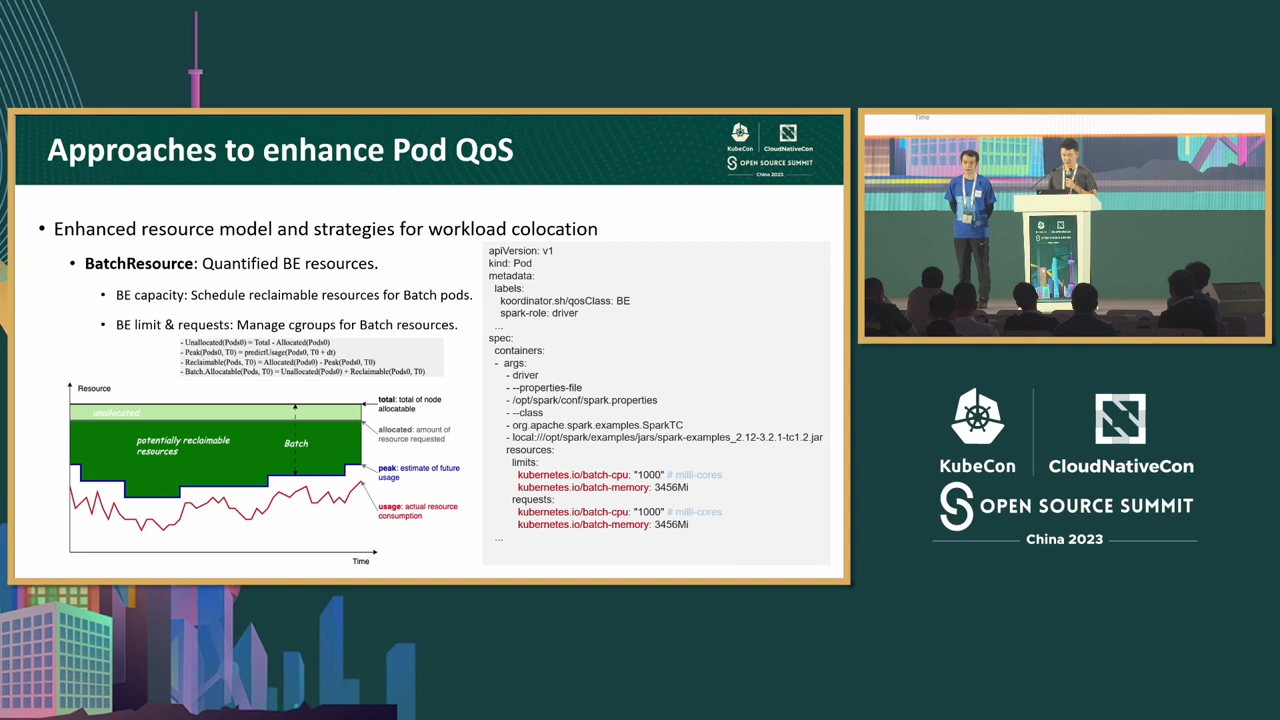 Approaches to enhance Pod QoS
KubeCon
CloudNativeCon
OPEN SOURCE SUMMIT
China 2023
• Enhanced resource model and strategies for workload colocation
• BatchResource: Quantified BE resources.
• BE capacity: Schedule reclaimable resources for Batch pods.
• BE limit & requests: Manage cgroups for Batch resources.
- Unallocated(Pods0) = Total - Allocated(Pods0)
- Peak(Pods0, T0) = predictUsage(Pods0, T0 + dt)
- Reclaimable(Pods, T0) = Allocated(Pods0) - Peak(Pods0, T0)
- Batch.Allocatable(Pods, T0) = Unallocated(Pods0) + Reclaimable(Pods0, T0)
Resource
unallocated
potentially reclaimable
resources
Batch
total: total of node
allocatable
allocated: amount of
resource requested
peak: estimate of future
usage
usage: actual resource
consumption
Time
apiVersion: v1
kind: Pod
metadata:
labels:
koordinator.sh/qosClass: BE
spark-role: driver
...
spec:
containers:
- args:
- driver
- --properties-file
- /opt/spark/conf/spark.properties
- --class
- org.apache.spark.examples.SparkTC
- local:///opt/spark/examples/jars/spark-examples_2.12-3.2.1-tc1.2.jar
resources:
limits:
kubernetes.io/batch-cpu: "1000" # milli-cores
kubernetes.io/batch-memory: 3456Mi
requests:
kubernetes.io/batch-cpu: "1000" # milli-cores
kubernetes.io/batch-memory: 3456Mi
...
Time
KubeCon
CloudNativeCon
OPEN SOURCE SUMMIT
China 2023